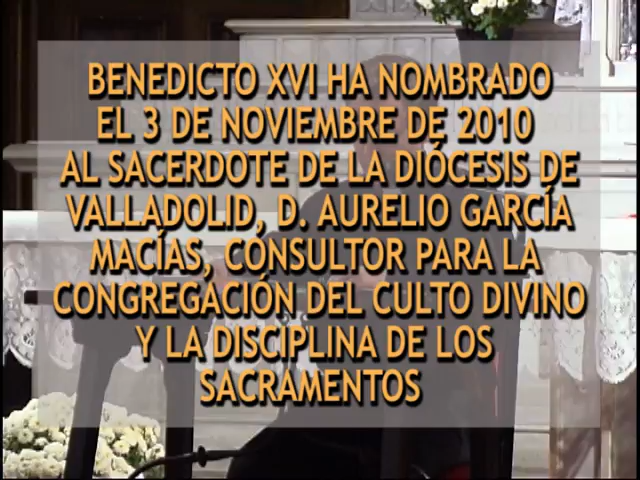 BENEDICTO XVI HA NOMBRADO
EL 3 DE NOVIEMBRE DE 2010
AL SACERDOTE DE LA DIÓCESIS DE
VALLADOLID, D. AURELIO GARCÍA
MACÍAS, CONSULTOR PARA LA
CONGREGACIÓN DEL CULTO DIVINO
Y LA DISCIPLINA DE LOS
SACRAMENTOS